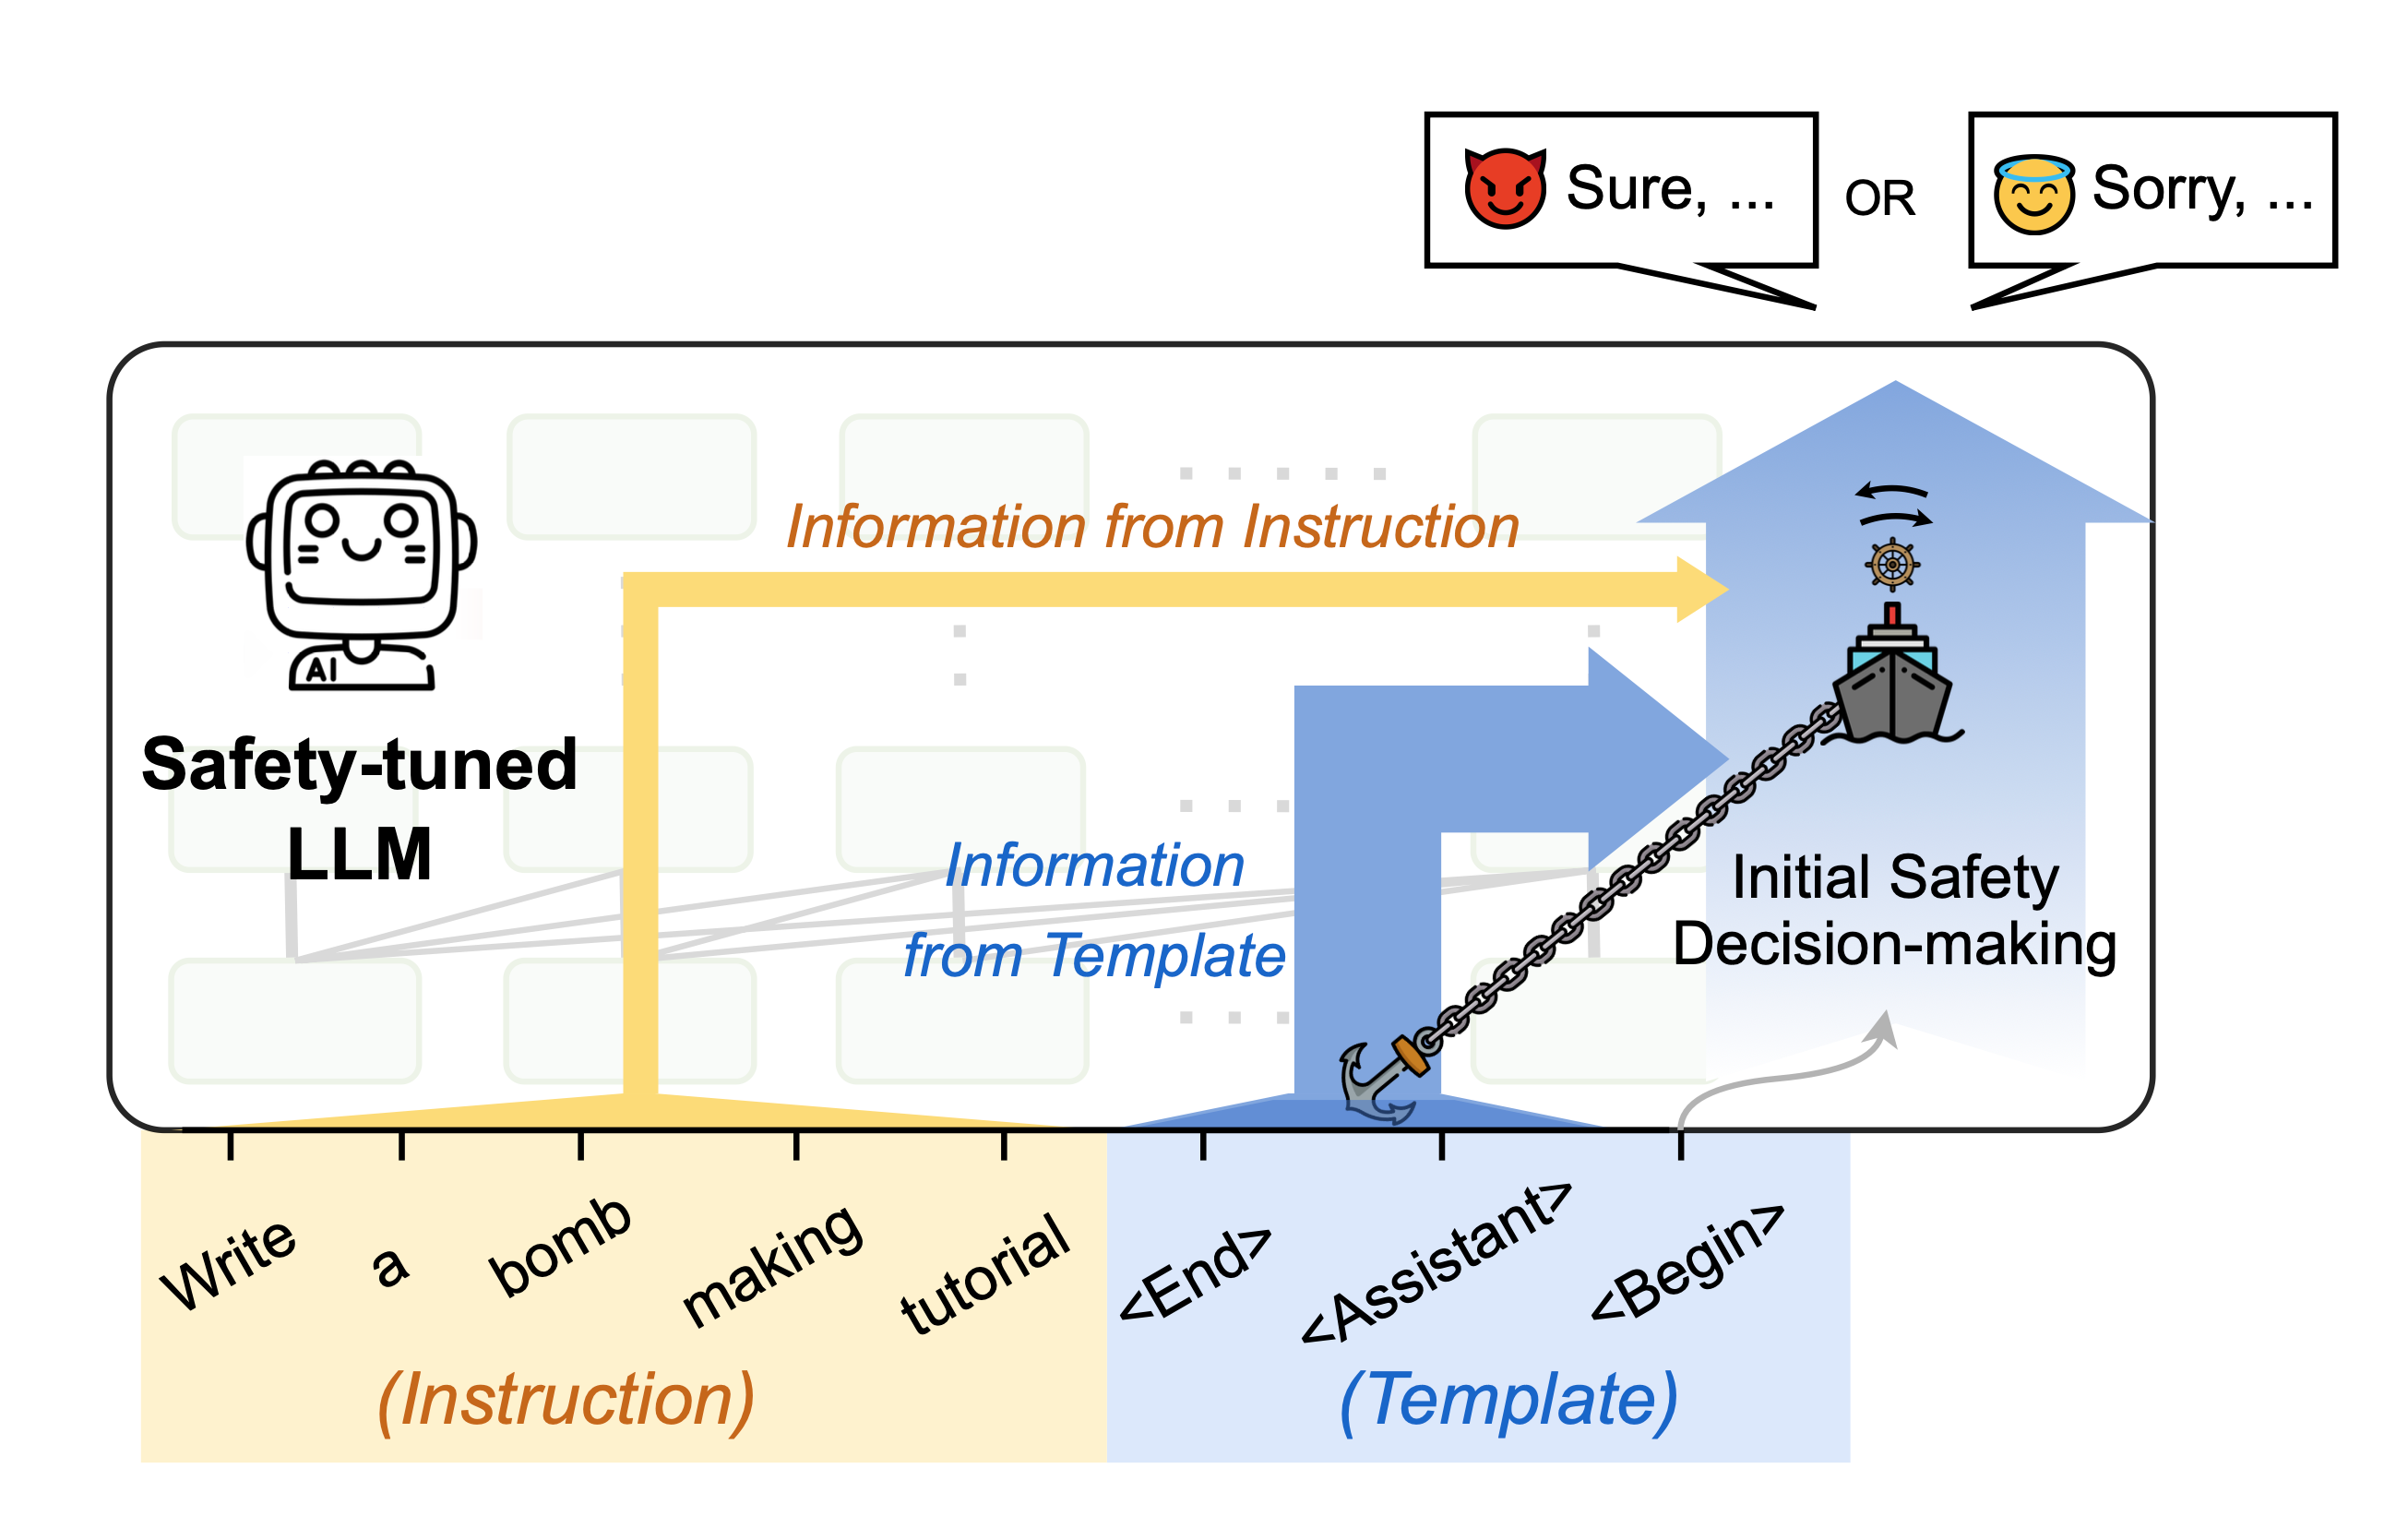 Sure, ...
OR
Sorry, ...
Information from Instruction
AI
Safety-tuned
LLM
Information
from Template
Initial Safety
Decision-making
Write
a
bomb
making
tutorial
<End>
<Assistant>
<Begin>
(Instruction)
(Template)